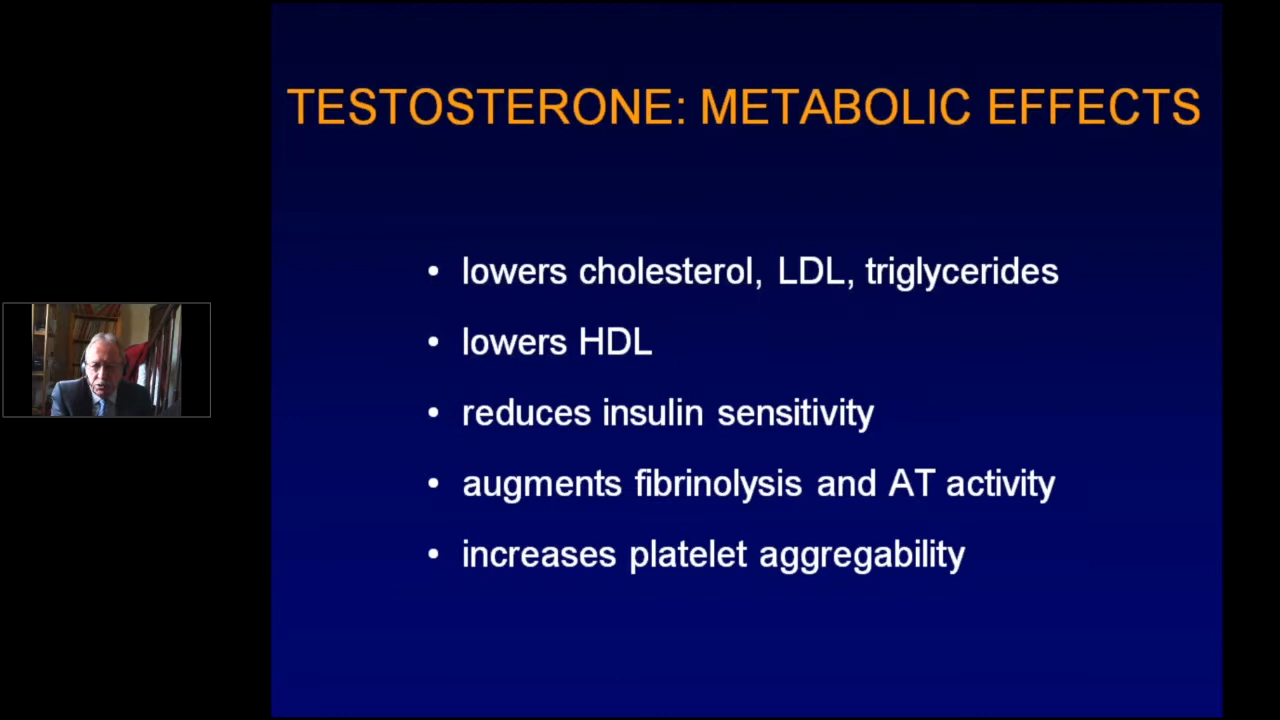 TESTOSTERONE: METABOLIC EFFECTS
• lowers cholesterol, LDL, triglycerides
• lowers HDL
• reduces insulin sensitivity
• augments fibrinolysis and AT activity
• increases platelet aggregability